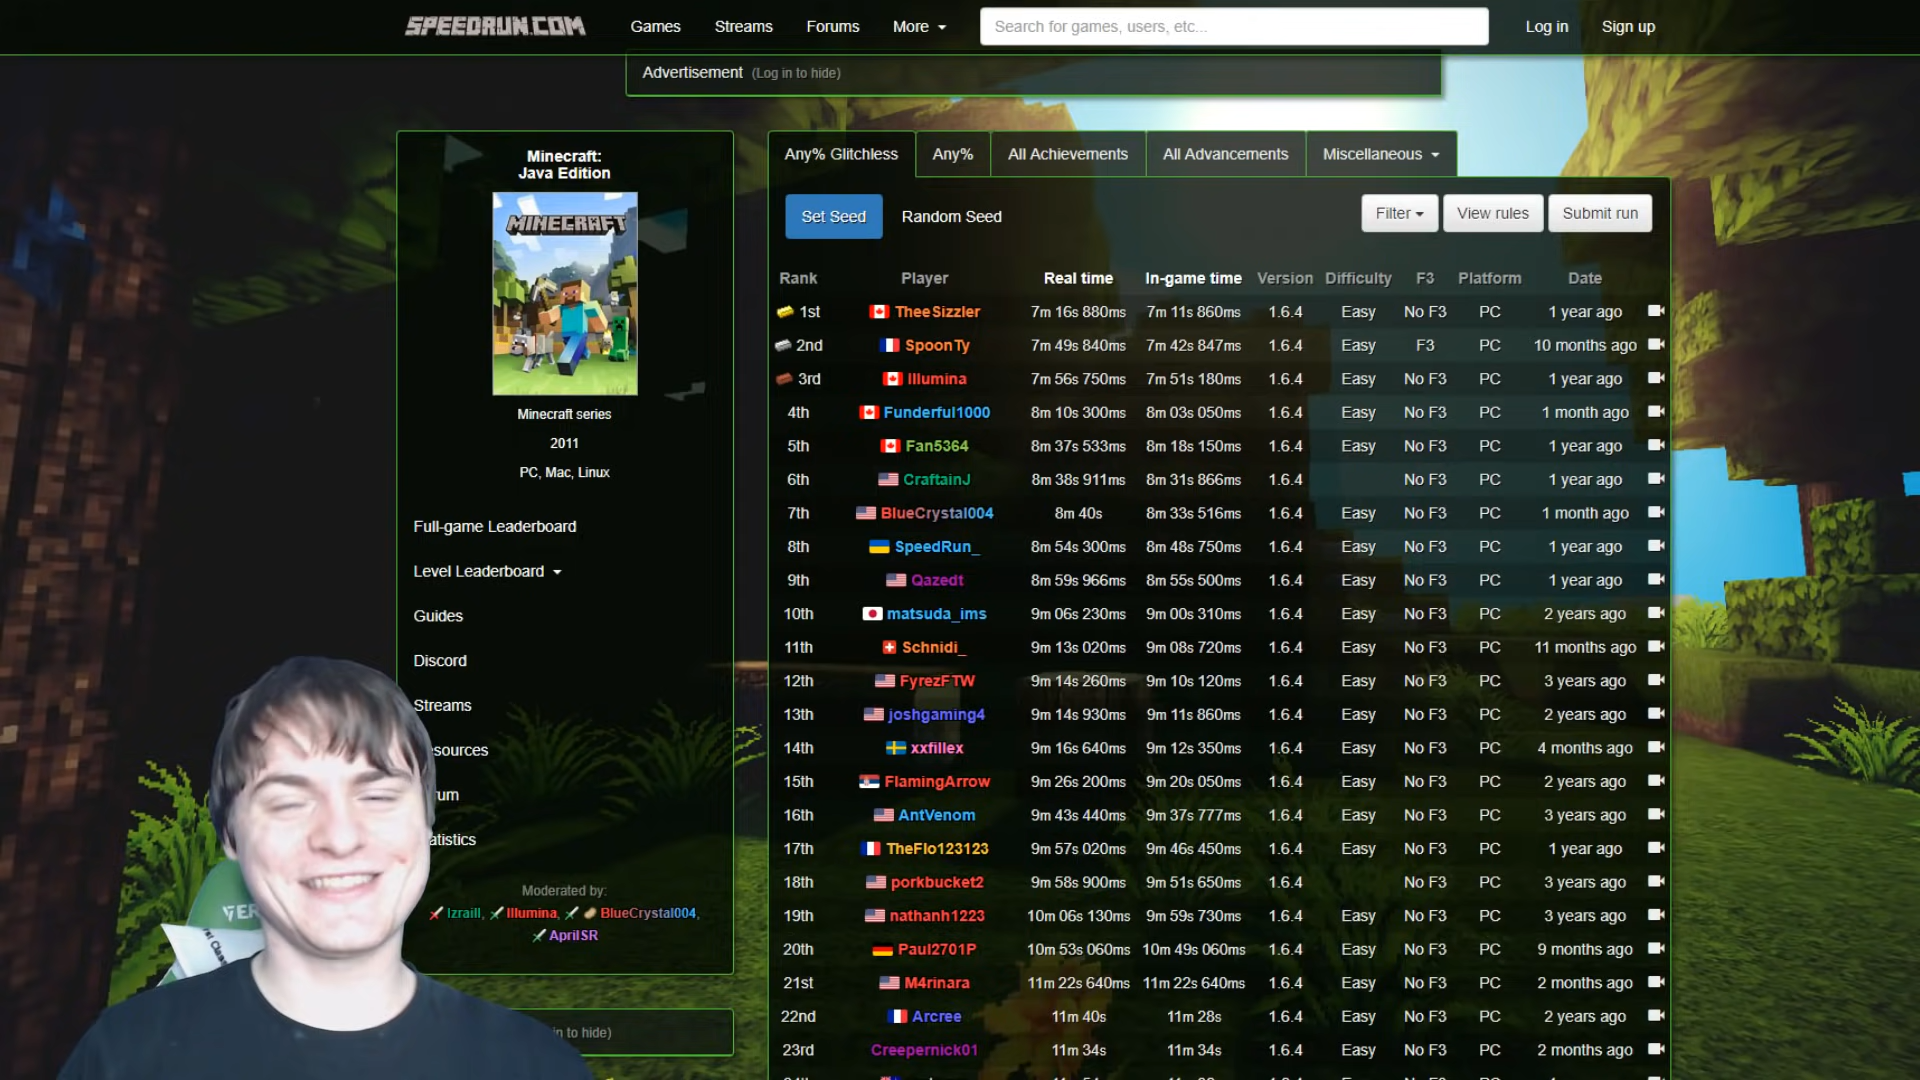 SPEEDRUN.COM Games Streams Forums More Search for games, users, etc... Log in Sign up
Advertisement (Log in to hide)
Minecraft:
Java Edition
MINECRAFT
Minecraft series
2011
PC, Mac, Linux
Full-game Leaderboard
Level Leaderboard
Guides
Discord
Streams
esources
um
atistics
Moderated by:
Izraill, Illumina, BlueCrystal004,
AprilSR
in to hide)
Any% Glitchless Any% All Achievements All Advancements Miscellaneous
Set Seed Random Seed Filter View rules Submit run
Rank Player Real time In-game time Version Difficulty F3 Platform Date
1st TheeSizzler 7m 16s 880ms 7m 11s 860ms 1.6.4 Easy No F3 PC 1 year ago
2nd SpoonTy 7m 49s 840ms 7m 42s 847ms 1.6.4 Easy F3 PC 10 months ago
3rd Illumina 7m 56s 750ms 7m 51s 180ms 1.6.4 Easy No F3 PC 1 year ago
4th Funderful1000 8m 10s 300ms 8m 03s 050ms 1.6.4 Easy No F3 PC 1 month ago
5th Fan5364 8m 37s 533ms 8m 18s 150ms 1.6.4 Easy No F3 PC 1 year ago
6th CraftainJ 8m 38s 911ms 8m 31s 866ms 1.6.4 No F3 PC 1 year ago
7th BlueCrystal004 8m 40s 8m 33s 516ms 1.6.4 Easy No F3 PC 1 month ago
8th SpeedRun_ 8m 54s 300ms 8m 48s 750ms 1.6.4 Easy No F3 PC 1 year ago
9th Qazedt 8m 59s 966ms 8m 55s 500ms 1.6.4 Easy No F3 PC 1 year ago
10th matsuda_ims 9m 06s 230ms 9m 00s 310ms 1.6.4 Easy No F3 PC 2 years ago
11th Schnidi_ 9m 13s 020ms 9m 08s 720ms 1.6.4 Easy No F3 PC 11 months ago
12th FyrezFTW 9m 14s 260ms 9m 10s 120ms 1.6.4 Easy No F3 PC 3 years ago
13th joshgaming4 9m 14s 930ms 9m 11s 860ms 1.6.4 Easy No F3 PC 2 years ago
14th xxfillex 9m 16s 640ms 9m 12s 350ms 1.6.4 Easy No F3 PC 4 months ago
15th FlamingArrow 9m 26s 200ms 9m 20s 050ms 1.6.4 Easy No F3 PC 2 years ago
16th AntVenom 9m 43s 440ms 9m 37s 777ms 1.6.4 Easy No F3 PC 3 years ago
17th TheFlo123123 9m 57s 020ms 9m 46s 450ms 1.6.4 Easy No F3 PC 1 year ago
18th porkbucket2 9m 58s 900ms 9m 51s 650ms 1.6.4 No F3 PC 3 years ago
19th nathanh1223 10m 06s 130ms 9m 59s 730ms 1.6.4 Easy No F3 PC 3 years ago
20th Paul2701P 10m 53s 060ms 10m 49s 060ms 1.6.4 Easy No F3 PC 9 months ago
21st M4rinara 11m 22s 640ms 11m 22s 640ms 1.6.4 Easy No F3 PC 2 months ago
22nd Arcree 11m 40s 11m 28s 1.6.4 Easy No F3 PC 2 years ago
23rd Creepernick01 11m 34s 11m 34s 1.6.4 Easy No F3 PC 2 months ago